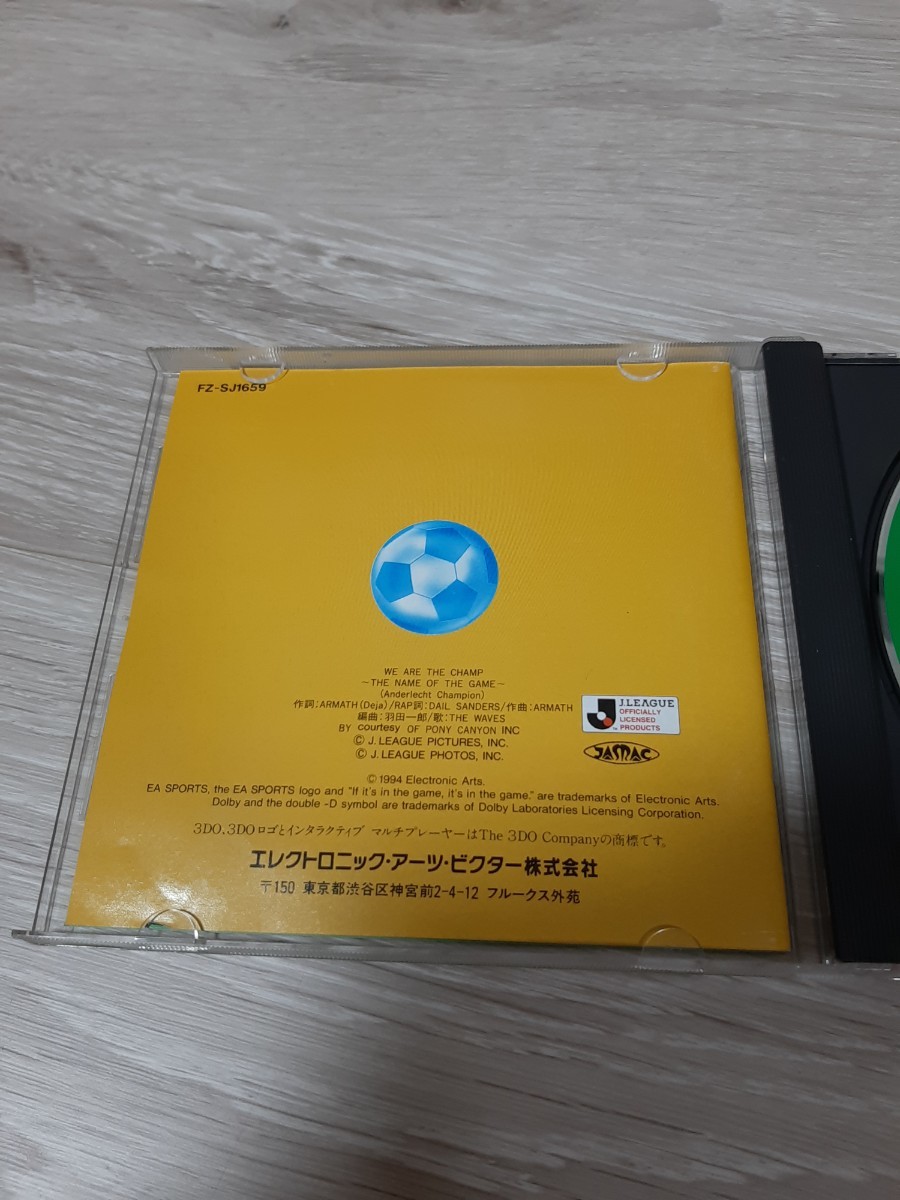 FZ-SJ1659
WE ARE THE CHAMP
~THE NAME OF THE GAME~
(Anderlecht Champion)
作詞:ARMATH(Deja)/RAP詞:DAIL SANDERS/作曲:ARMATH
編曲:羽田一郎/歌:THE WAVES
BY courtesy OF PONY CANYON INC
© J.LEAGUE PICTURES, INC.
© J.LEAGUE PHOTOS, INC.
J.LEAGUE
OFFICIALLY
LICENSED
PRODUCTS
JASRAC
© 1994 Electronic Arts.
EA SPORTS, the EA SPORTS logo and "If it's in the game, it's in the game." are trademarks of Electronic Arts.
Dolby and the double -D symbol are trademarks of Dolby Laboratories Licensing Corporation.
3DO、3DOロゴとインタラクティブ マルチプレーヤーはThe 3DO Companyの商標です。
エレクトロニック・アーツ・ビクター株式会社
〒150 東京都渋谷区神宮前2-4-12 フルークス外苑